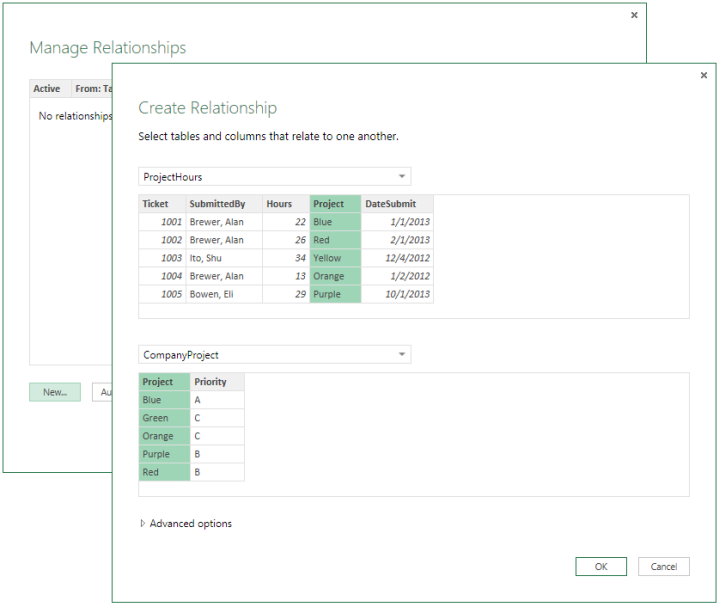 Manage Relationships
Active From: Ta
No relationships
New...
Au
Create Relationship
Select tables and columns that relate to one another.
ProjectHours
Ticket SubmittedBy Hours Project DateSubmit
1001 Brewer, Alan 22 Blue 1/1/2013
1002 Brewer, Alan 26 Red 2/1/2013
1003 Ito, Shu 34 Yellow 12/4/2012
1004 Brewer, Alan 13 Orange 1/2/2012
1005 Bowen, Eli 29 Purple 10/1/2013
CompanyProject
Project Priority
Blue A
Green C
Orange C
Purple B
Red B
Advanced options
OK Cancel